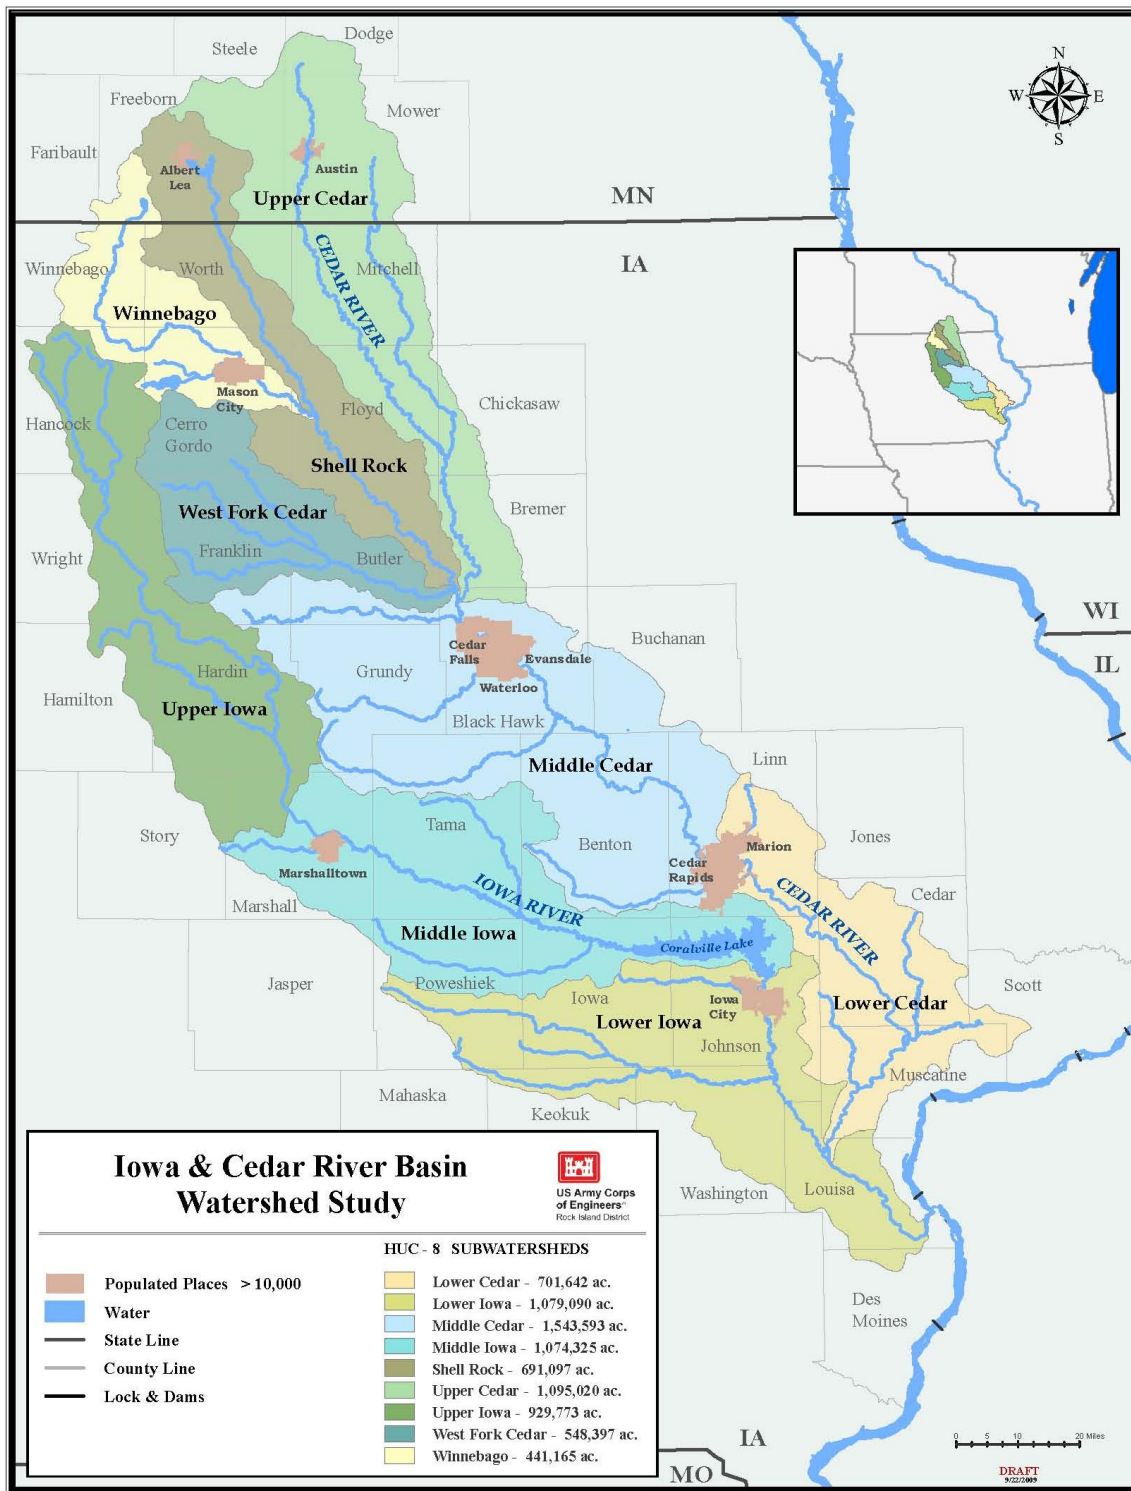 Dodge
Steele
N
W
E
S
Freeborn
Mower
Faribault
Albert
Lea
Austin
Upper Cedar
MN
IA
CEDAR RIVER
Winnebago
Worth
Mitchell
Winnebago
Mason
City
Floyd
Chickasaw
Hancock
Cerro
Gordo
Shell Rock
West Fork Cedar
Bremer
Wright
Franklin
Butler
WI
IL
Cedar
Falls
Evansdale
Buchanan
Waterloo
Hardin
Grundy
Hamilton
Upper Iowa
Black Hawk
Middle Cedar
Linn
Story
Tama
Benton
Marion
Jones
Cedar
Rapids
Marshalltown
IOWA RIVER
CEDAR RIVER
Cedar
Marshall
Middle Iowa
Coralville Lake
Jasper
Poweshiek
Iowa
Iowa
City
Scott
Lower Cedar
Lower Iowa
Johnson
Muscatine
Mahaska
Keokuk
Washington
Louisa
Des
Moines
IA
MO
Iowa & Cedar River Basin
Watershed Study
US Army Corps
of Engineers
Rock Island District
HUC - 8 SUBWATERSHEDS
Populated Places > 10,000
Water
State Line
County Line
Lock & Dams
Lower Cedar - 701,642 ac.
Lower Iowa - 1,079,090 ac.
Middle Cedar - 1,543,593 ac.
Middle Iowa - 1,074,325 ac.
Shell Rock - 691,097 ac.
Upper Cedar - 1,095,020 ac.
Upper Iowa - 929,773 ac.
West Fork Cedar - 548,397 ac.
Winnebago - 441,165 ac.
0 5 10 20 Miles
DRAFT
9/22/2009